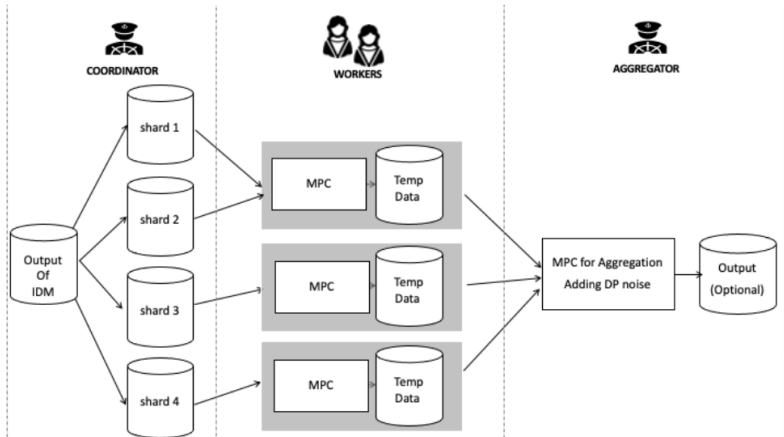 COORDINATOR
WORKERS
AGGREGATOR
shard 1
shard 2
shard 3
shard 4
Output
Of
IDM
MPC
Temp
Data
MPC
Temp
Data
MPC
Temp
Data
MPC for Aggregation
Adding DP noise
Output
(Optional)